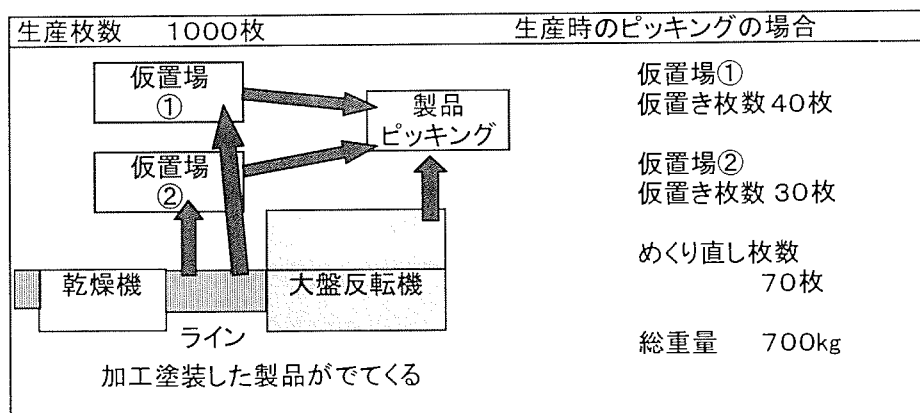 生産枚数　1000枚　生産時のピッキングの場合
仮置場
①
製品
ピッキング
仮置場
②
乾燥機
大盤反転機
ライン
加工塗装した製品がでてくる
仮置場①
仮置き枚数40枚
仮置場②
仮置き枚数30枚
めくり直し枚数
70枚
総重量　700kg